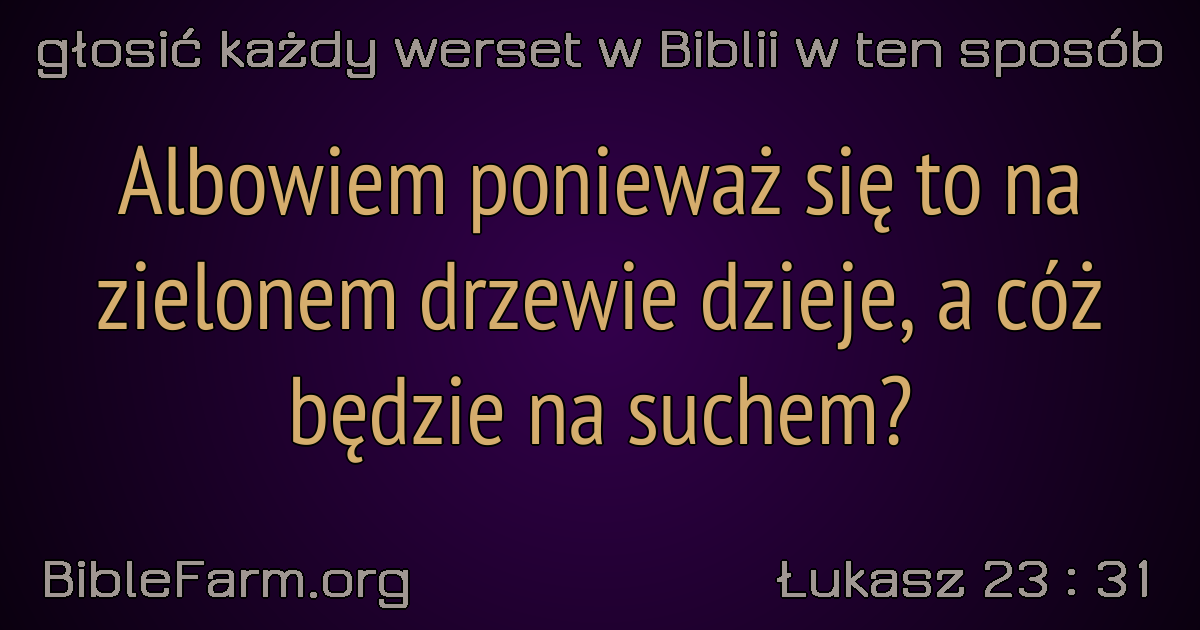 głosić każdy werset w Biblii w ten sposób
Albowiem ponieważ się to na
zielonem drzewie dzieje, a cóż
będzie na suchem?
BibleFarm.org
Łukasz 23 : 31